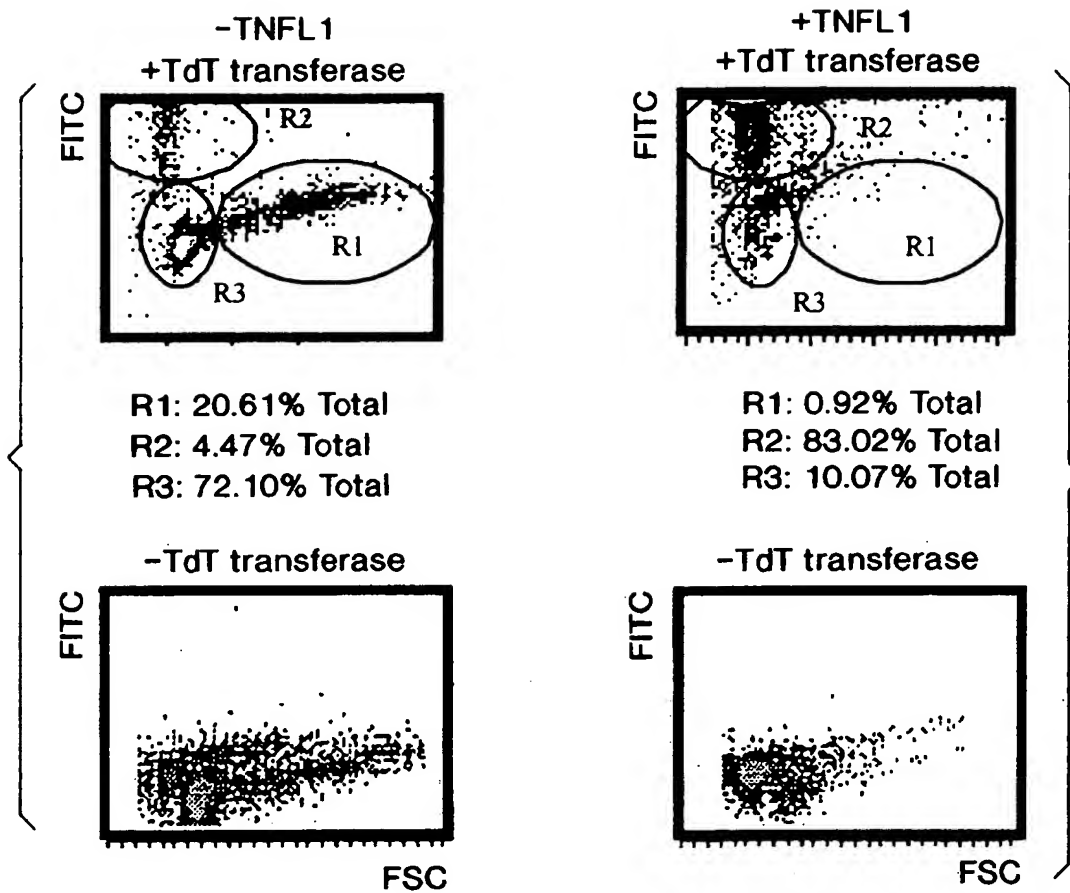 -TNFL1
+TdT transferase
FITC
R2
R1
R3
R1: 20.61% Total
R2: 4.47% Total
R3: 72.10% Total
-TdT transferase
FITC
FSC
+TNFL1
+TdT transferase
FITC
R2
R1
R3
R1: 0.92% Total
R2: 83.02% Total
R3: 10.07% Total
-TdT transferase
FITC
FSC